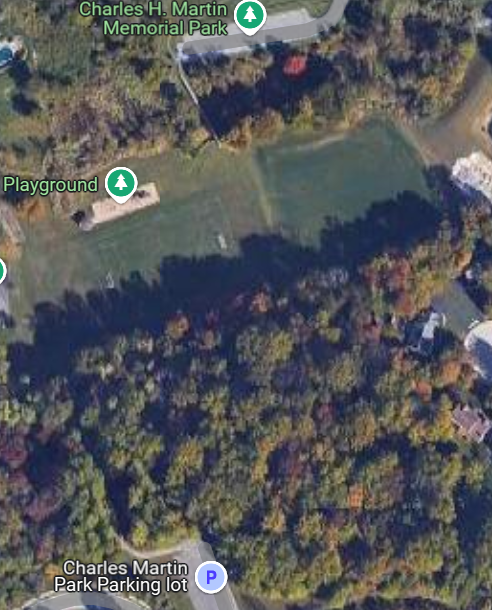 Charles H. Martin
Memorial Park
Playground
Charles Martin
Park Parking lot
P